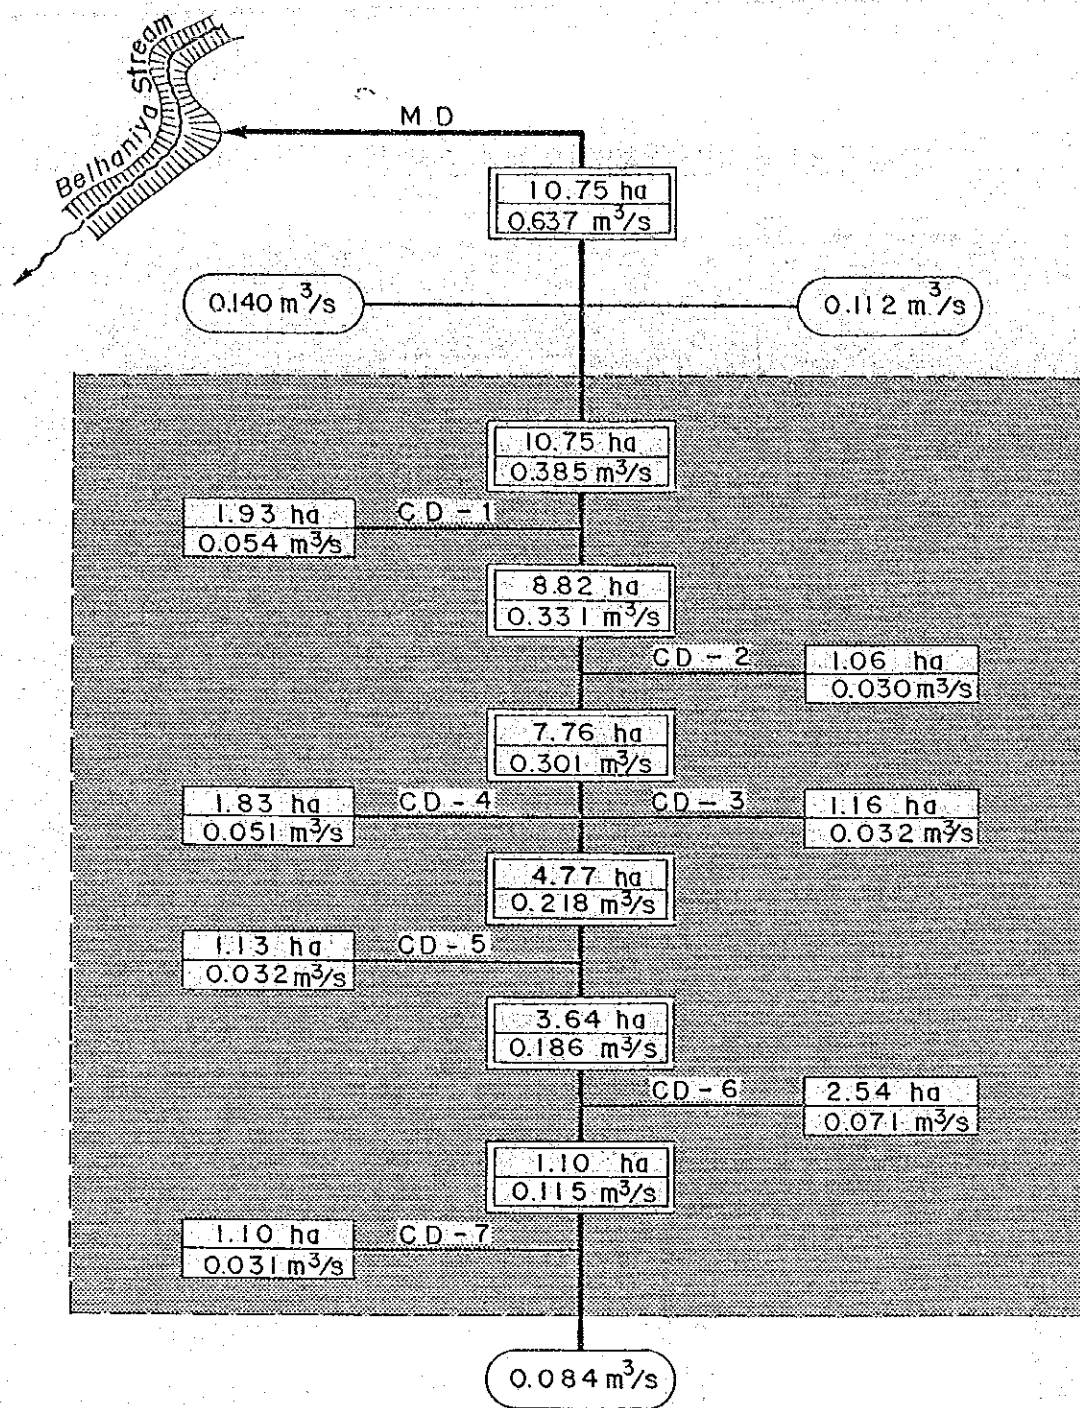 Belhaniya Stream
M D
10.75 ha
0.637 m³/s
0.140 m³/s
0.112 m³/s
10.75 ha
0.385 m³/s
1.93 ha
0.054 m³/s
CD-1
8.82 ha
0.331 m³/s
CD-2
1.06 ha
0.030 m³/s
7.76 ha
0.301 m³/s
1.83 ha
0.051 m³/s
CD-4
CD-3
1.16 ha
0.032 m³/s
4.77 ha
0.218 m³/s
1.13 ha
0.032 m³/s
CD-5
3.64 ha
0.186 m³/s
CD-6
2.54 ha
0.071 m³/s
1.10 ha
0.115 m³/s
1.10 ha
0.031 m³/s
CD-7
0.084 m³/s